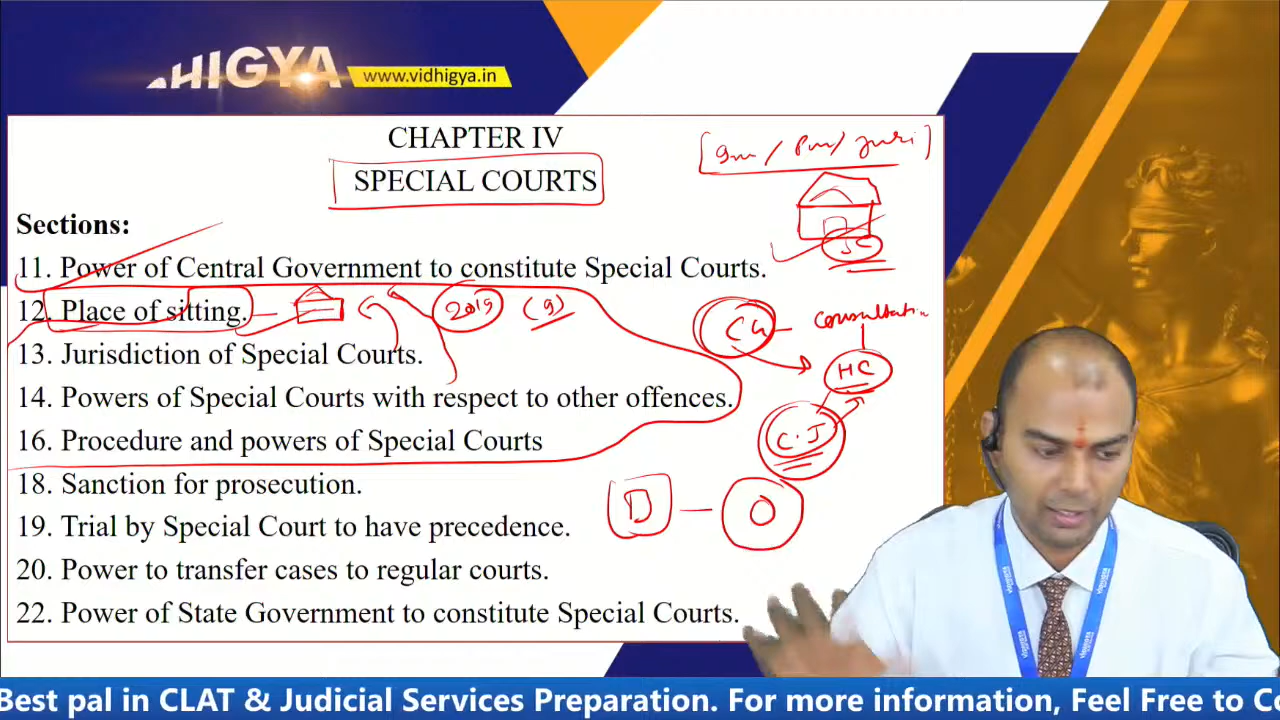 HIGYA
www.vidhigya.in
CHAPTER IV
SPECIAL COURTS
Sections:
11. Power of Central Government to constitute Special Courts.
12. Place of sitting.
2019 (9)
13. Jurisdiction of Special Courts.
14. Powers of Special Courts with respect to other offences.
16. Procedure and powers of Special Courts
18. Sanction for prosecution.
19. Trial by Special Court to have precedence.
20. Power to transfer cases to regular courts.
22. Power of State Government to constitute Special Courts.
SC
CG
HC
C.J
D - O
Best pal in CLAT & Judicial Services Preparation. For more information, Feel Free to Co